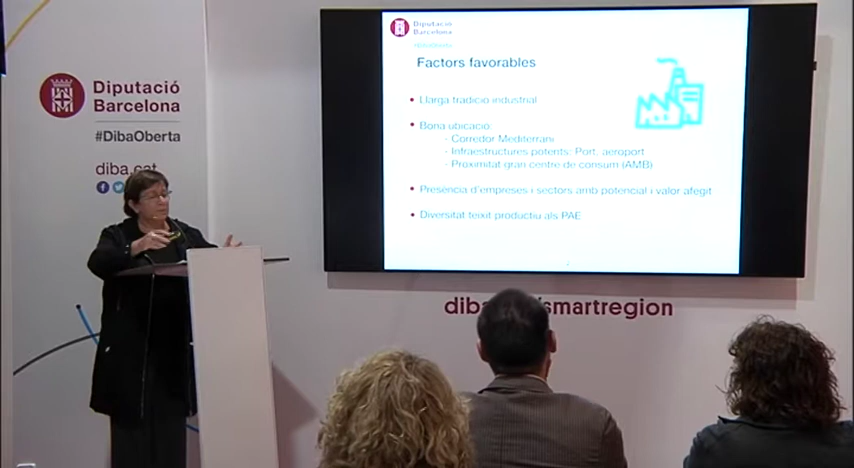 Diputació
Barcelona
#DibaOberta
diba.cat
Diputació
Barcelona
Factors favorables
Llarga tradició industrial
Bona ubicació:
- Corredor Mediterrani
- Infraestructures potents: Port, aeroport
- Proximitat gran centre de consum (AMB)
Presència d'empreses i sectors amb potencial i valor afegit
Diversitat teixit productiu als PAE
smartregion